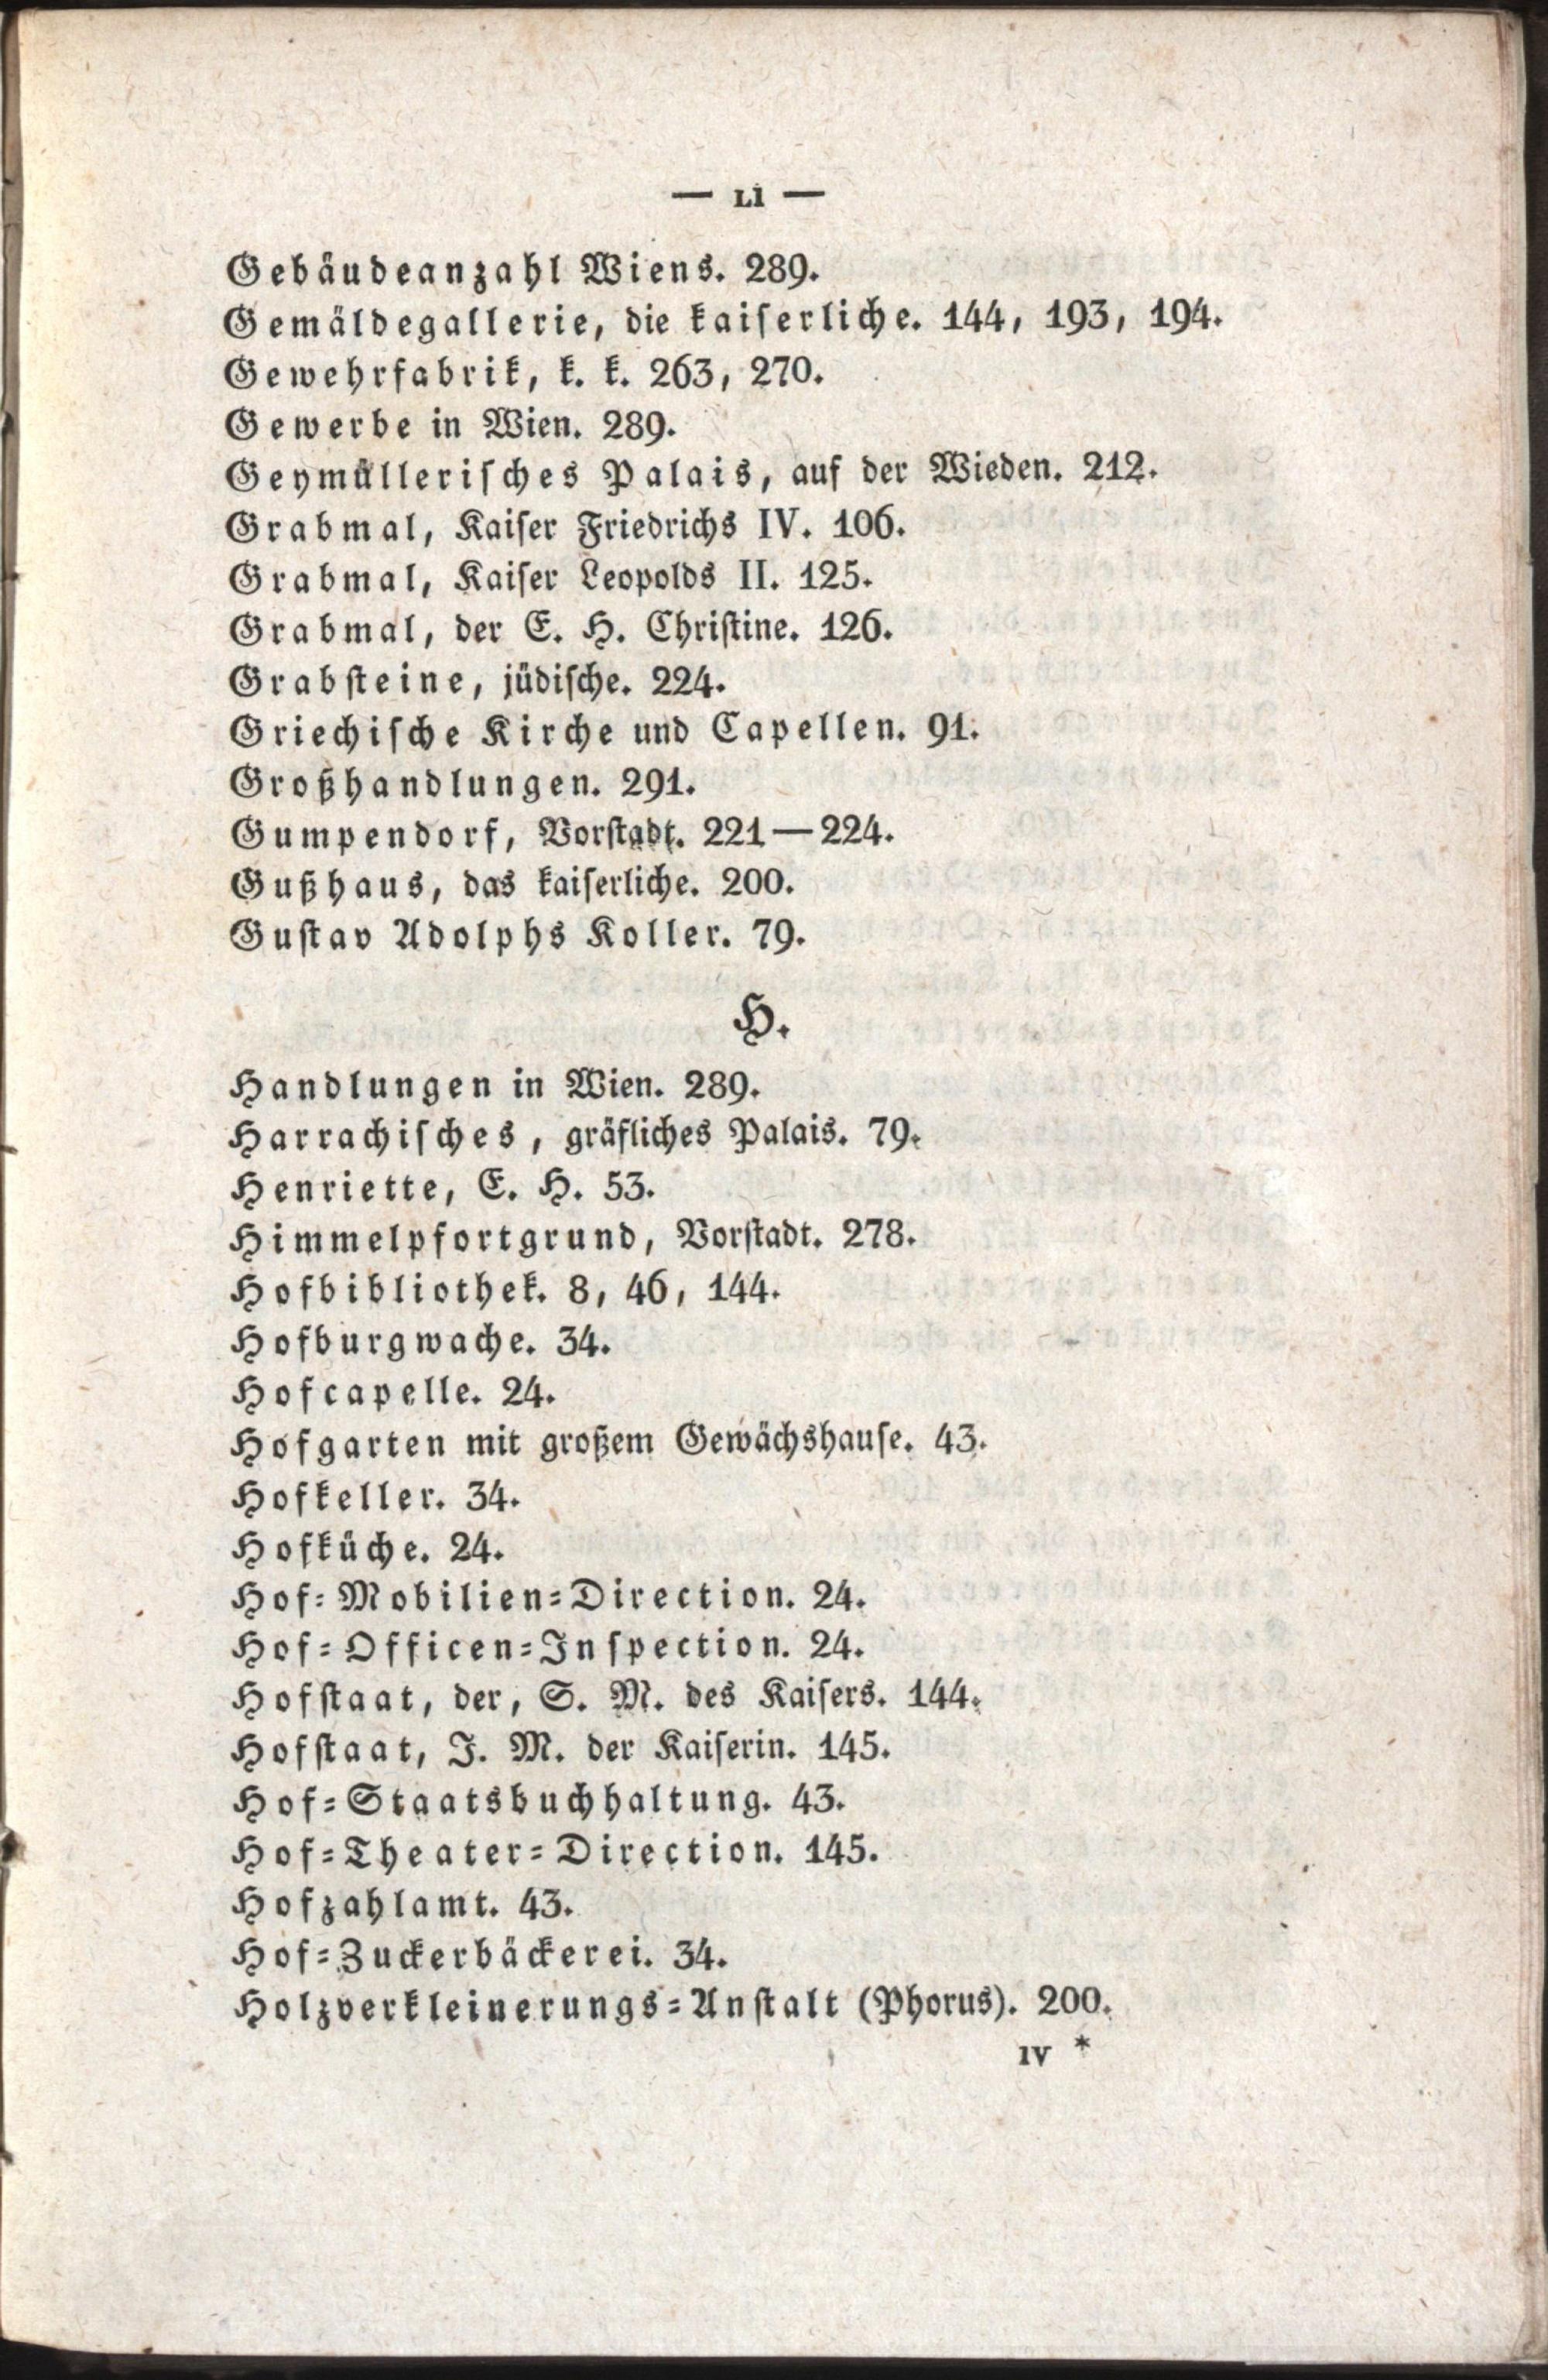 — LI —
Gebäudeanzahl Wiens. 289.
Gemäldegallerie, die kaiserliche. 144, 193, 194.
Gewehrfabrik, k. k. 263, 270.
Gewerbe in Wien. 289.
Geymüllerisches Palais, auf der Wieden. 212.
Grabmal, Kaiser Friedrichs IV. 106.
Grabmal, Kaiser Leopolds II. 125.
Grabmal, der E. H. Christine. 126.
Grabsteine, jüdische. 224.
Griechische Kirche und Capellen. 91.
Großhandlungen. 291.
Gumpendorf, Vorstadt. 221—224.
Gußhaus, das kaiserliche. 200.
Gustav Adolphs Koller. 79.
H.
Handlungen in Wien. 289.
Harrachisches, gräfliches Palais. 79.
Henriette, E. H. 53.
Himmelpfortgrund, Vorstadt. 278.
Hofbibliothek. 8, 46, 144.
Hofburgwache. 34.
Hofcapelle. 24.
Hofgarten mit großem Gewächshause. 43.
Hofkeller. 34.
Hofküche. 24.
Hof-Mobilien-Direction. 24.
Hof-Officen-Inspection. 24.
Hofstaat, der, S. M. des Kaisers. 144.
Hofstaat, J. M. der Kaiserin. 145.
Hof-Staatsbuchhaltung. 43.
Hof-Theater-Direction. 145.
Hofzahlamt. 43.
Hof-Zuckerbäckerei. 34.
Holzverkleinerungs-Anstalt (Phorus). 200.
IV *